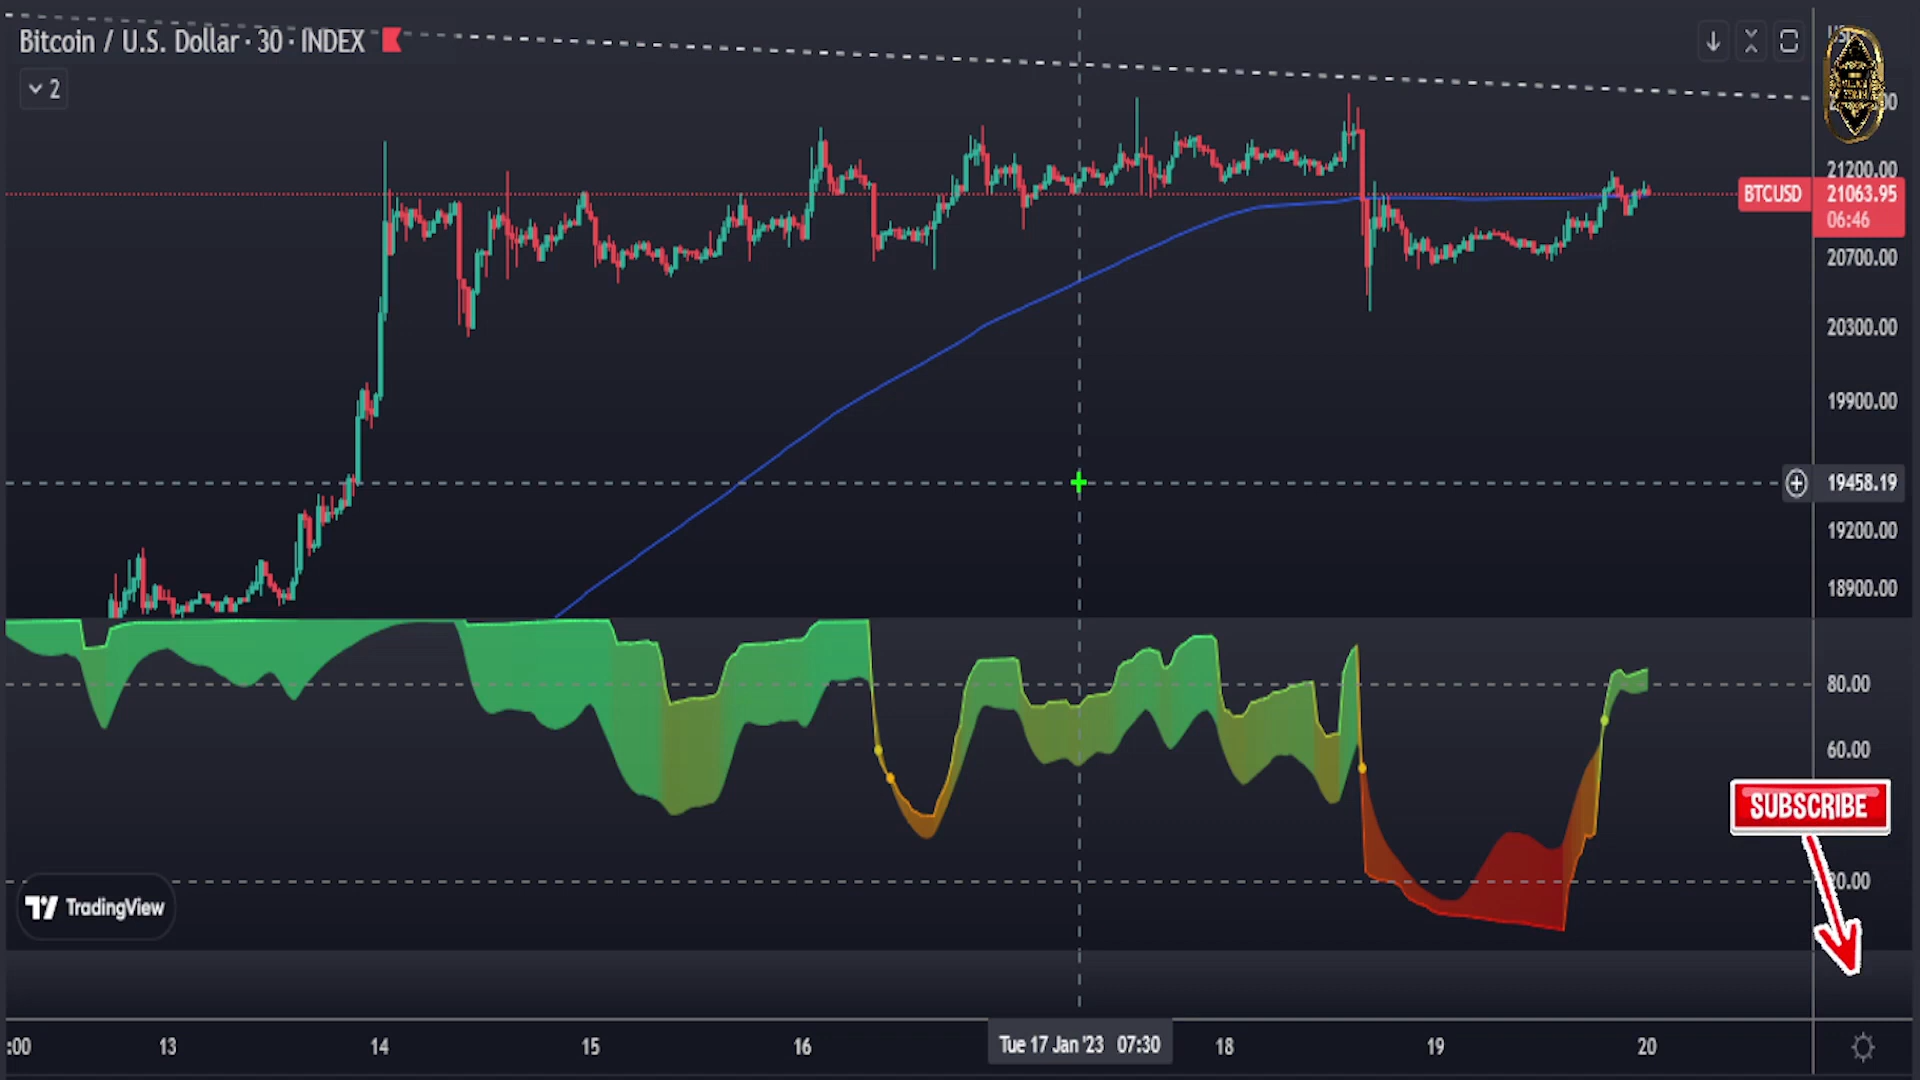 Bitcoin / U.S. Dollar · 30 · INDEX
2
21200.00
BTCUSD 21063.95
06:46
20700.00
20300.00
19900.00
19458.19
19200.00
18900.00
80.00
60.00
SUBSCRIBE
TradingView
:00 13 14 15 16 Tue 17 Jan '23 07:30 18 19 20